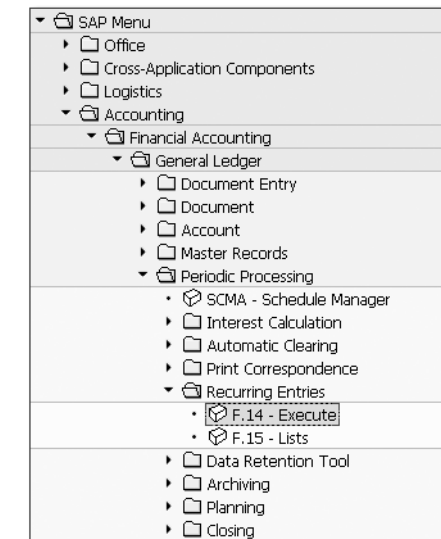 SAP Menu
Office
Cross-Application Components
Logistics
Accounting
Financial Accounting
General Ledger
Document Entry
Document
Account
Master Records
Periodic Processing
SCMA - Schedule Manager
Interest Calculation
Automatic Clearing
Print Correspondence
Recurring Entries
F.14 - Execute
F.15 - Lists
Data Retention Tool
Archiving
Planning
Closing